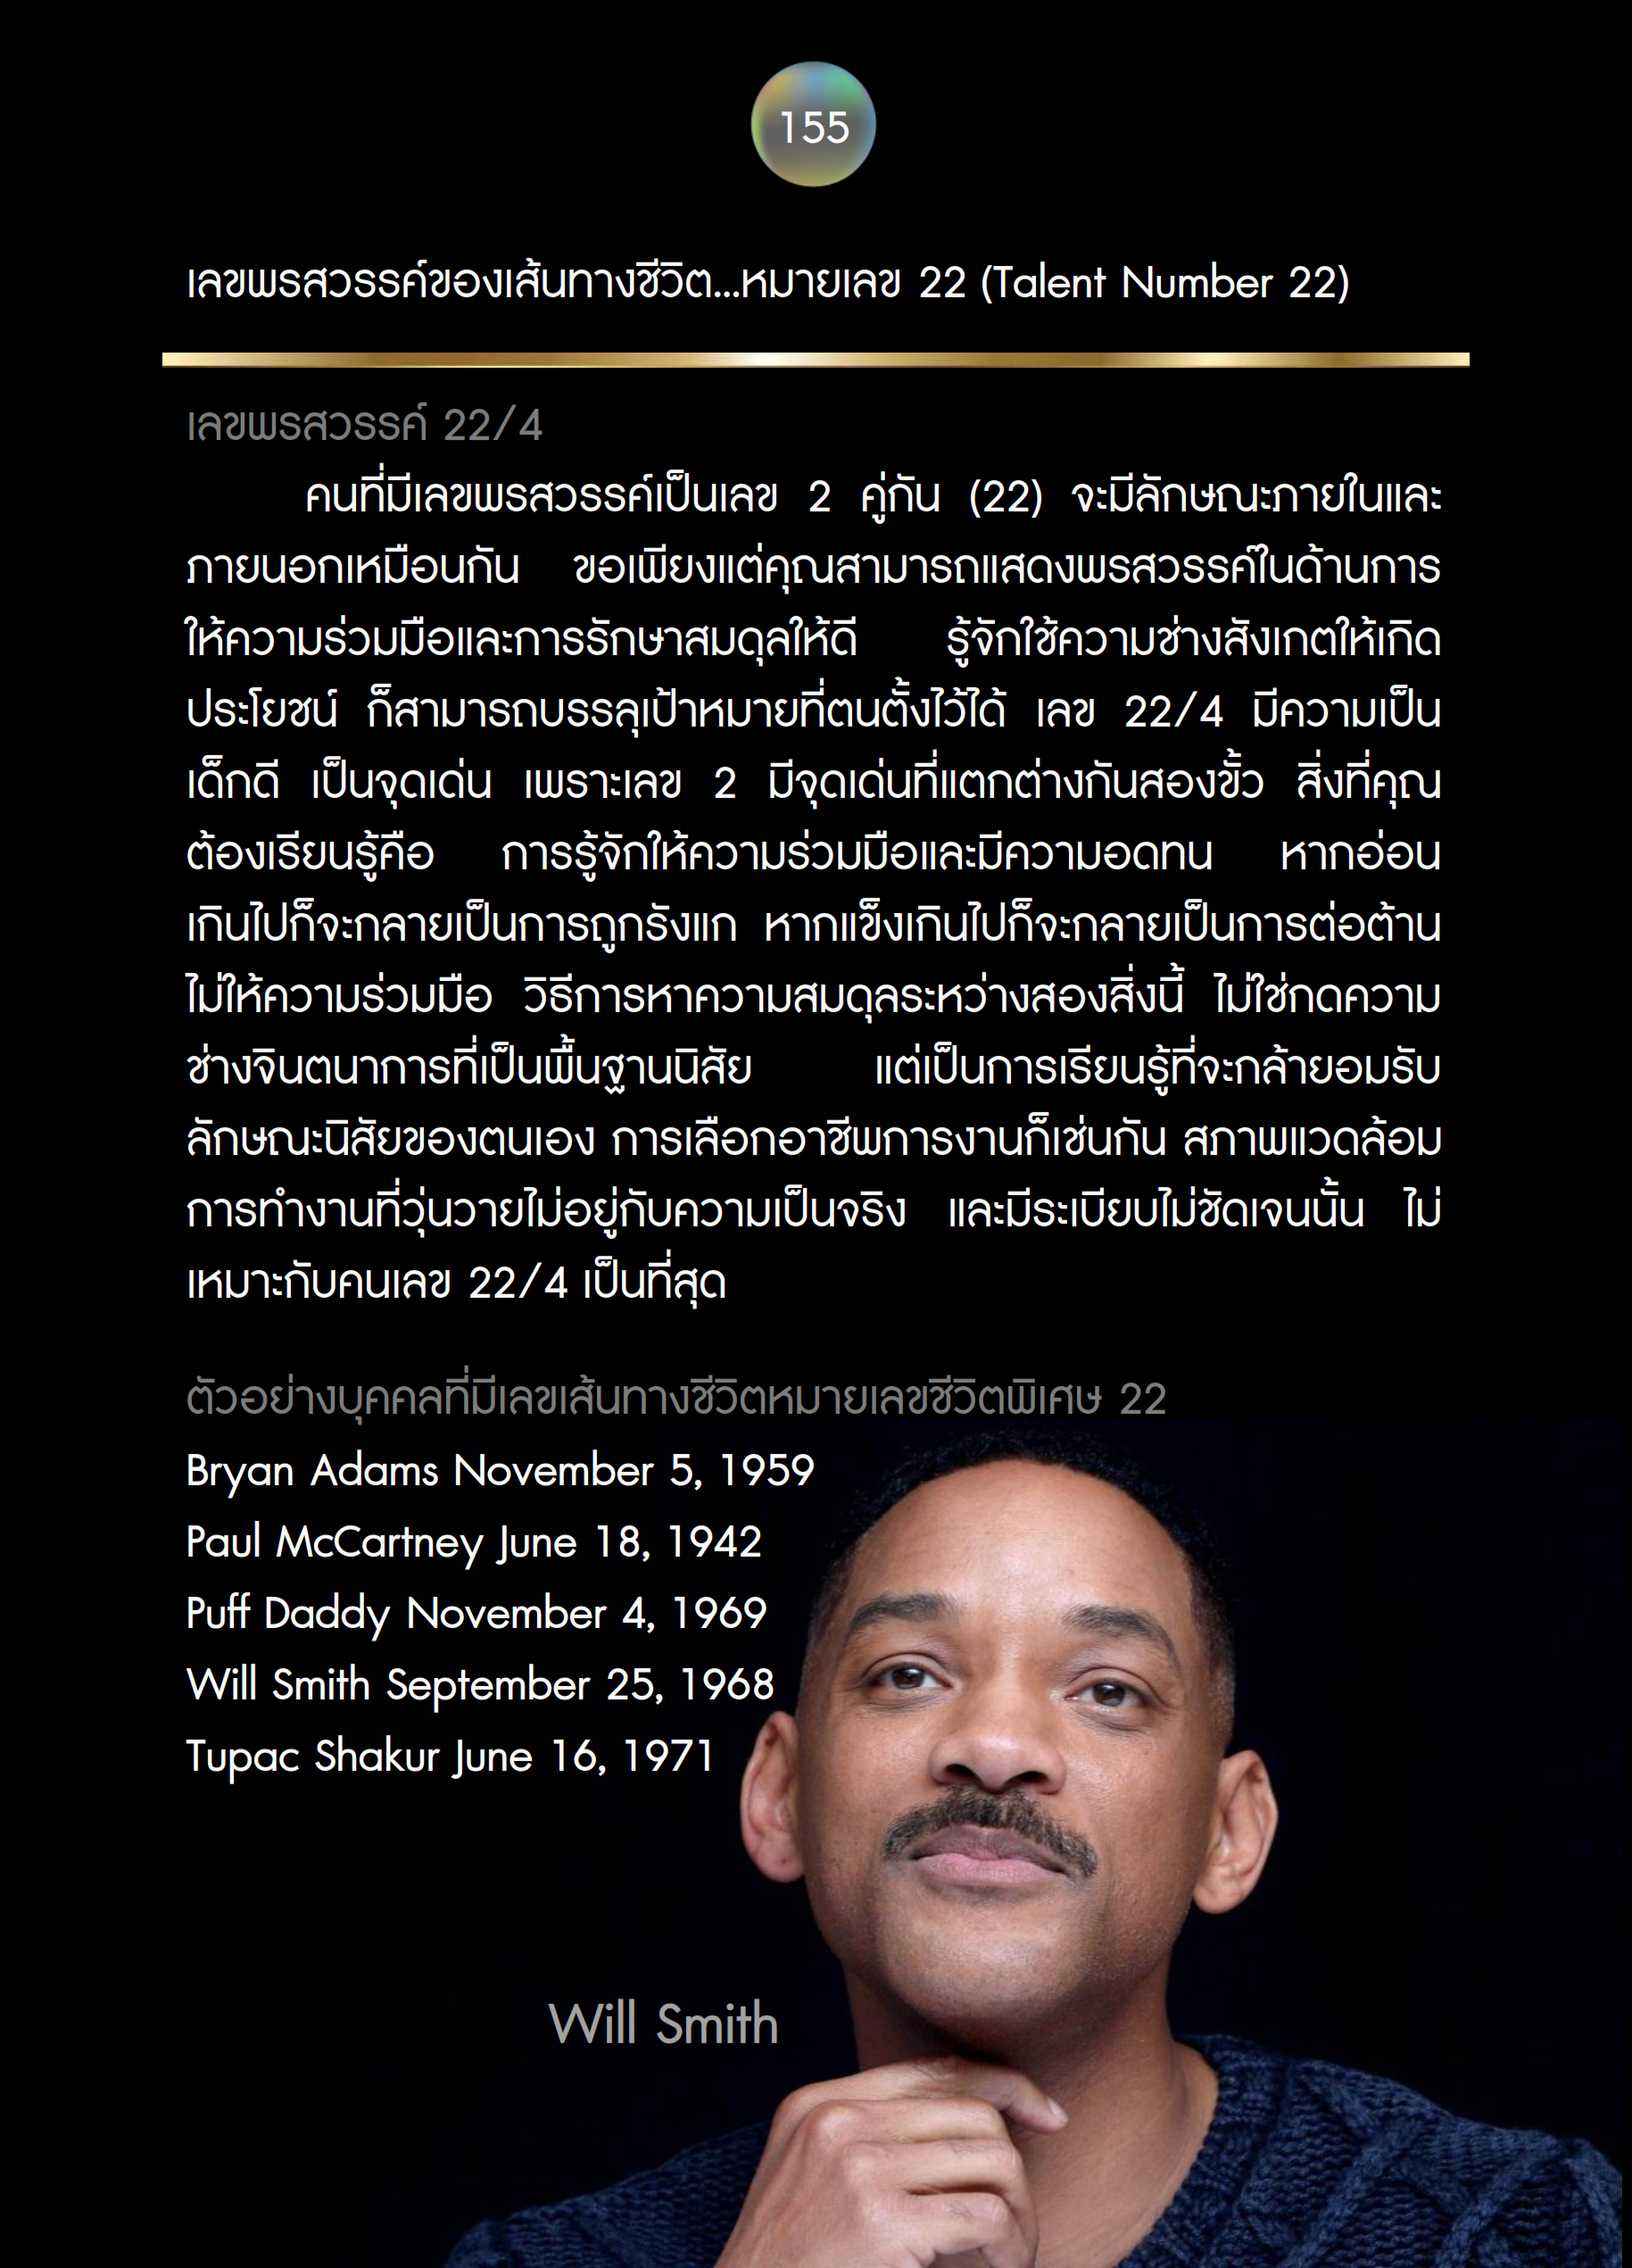 155
เลขพรสวรรค์ของเส้นทางชีวิต...หมายเลข 22 (Talent Number 22)
เลขพรสวรรค์ 22/4
คนที่มีเลขพรสวรรค์เป็นเลข 2 คู่กัน (22) จะมีลักษณะภายในและ
ภายนอกเหมือนกัน ขอเพียงแต่คุณสามารถแสดงพรสวรรค์ในด้านการ
ให้ความร่วมมือและการรักษาสมดุลให้ดี รู้จักใช้ความช่างสังเกตให้เกิด
ประโยชน์ ก็สามารถบรรลุเป้าหมายที่ตนตั้งไว้ได้ เลข 22/4 มีความเป็น
เด็กดี เป็นจุดเด่น เพราะเลข 2 มีจุดเด่นที่แตกต่างกันสองขั้ว สิ่งที่คุณ
ต้องเรียนรู้คือ การรู้จักให้ความร่วมมือและมีความอดทน หากอ่อน
เกินไปก็จะกลายเป็นการถูกรังแก หากแข็งเกินไปก็จะกลายเป็นการต่อต้าน
ไม่ให้ความร่วมมือ วิธีการหาความสมดุลระหว่างสองสิ่งนี้ ไม่ใช่กดความ
ช่างจินตนาการที่เป็นพื้นฐานนิสัย แต่เป็นการเรียนรู้ที่จะกล้ายอมรับ
ลักษณะนิสัยของตนเอง การเลือกอาชีพการงานก็เช่นกัน สภาพแวดล้อม
การทำงานที่วุ่นวายไม่อยู่กับความเป็นจริง และมีระเบียบไม่ชัดเจนนั้น ไม่
เหมาะกับคนเลข 22/4 เป็นที่สุด
ตัวอย่างบุคคลที่มีเลขเส้นทางชีวิตหมายเลขชีวิตพิเศษ 22
Bryan Adams November 5, 1959
Paul McCartney June 18, 1942
Puff Daddy November 4, 1969
Will Smith September 25, 1968
Tupac Shakur June 16, 1971
Will Smith